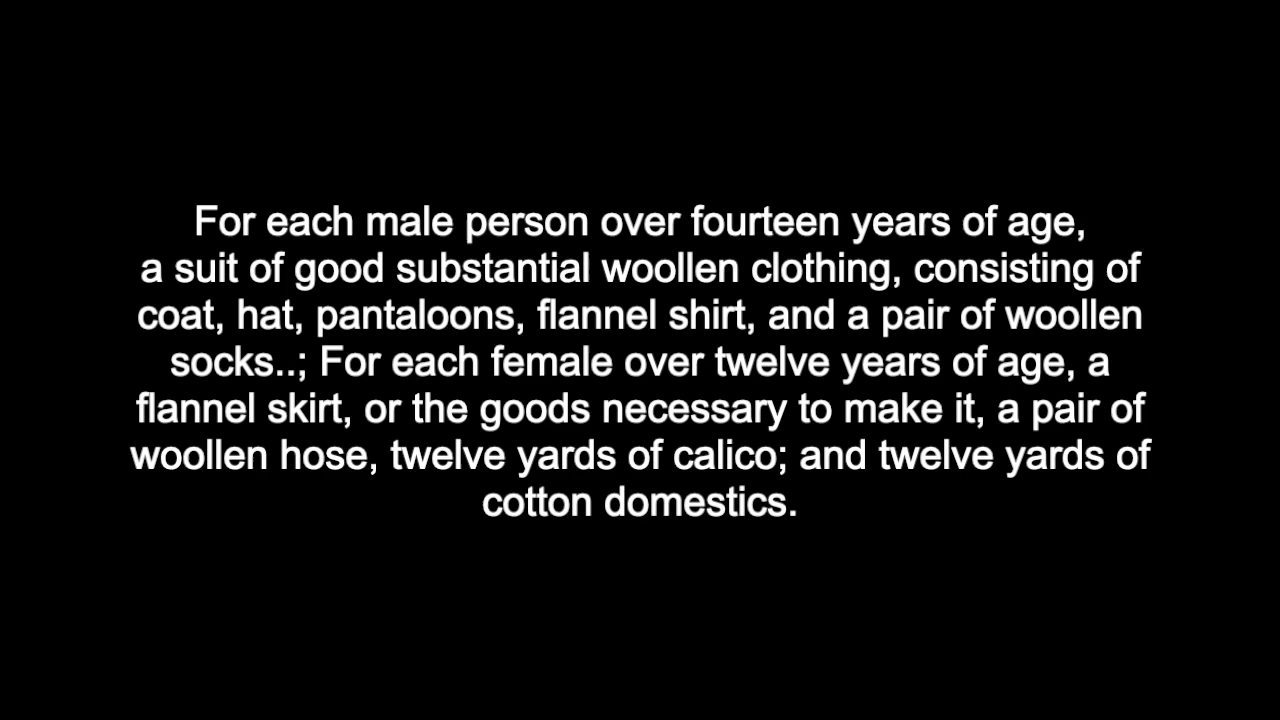 For each male person over fourteen years of age,
a suit of good substantial woollen clothing, consisting of
coat, hat, pantaloons, flannel shirt, and a pair of woollen
socks..; For each female over twelve years of age, a
flannel skirt, or the goods necessary to make it, a pair of
woollen hose, twelve yards of calico; and twelve yards of
cotton domestics.